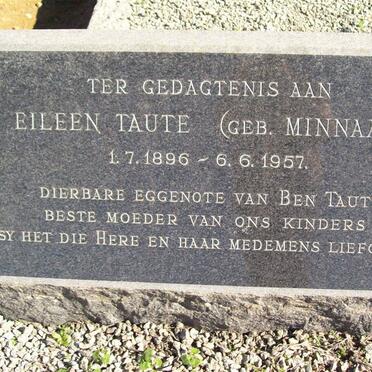 TER GEDAGTENIS AAN
EILEEN TAUTE (GEB. MINNAA
1.7.1896 – 6.6.1957.
DIERBARE EGGENOTE VAN BEN TAUT
BESTE MOEDER VAN ONS KINDERS
SY HET DIE HERE EN HAAR MEDEMENS LIEF